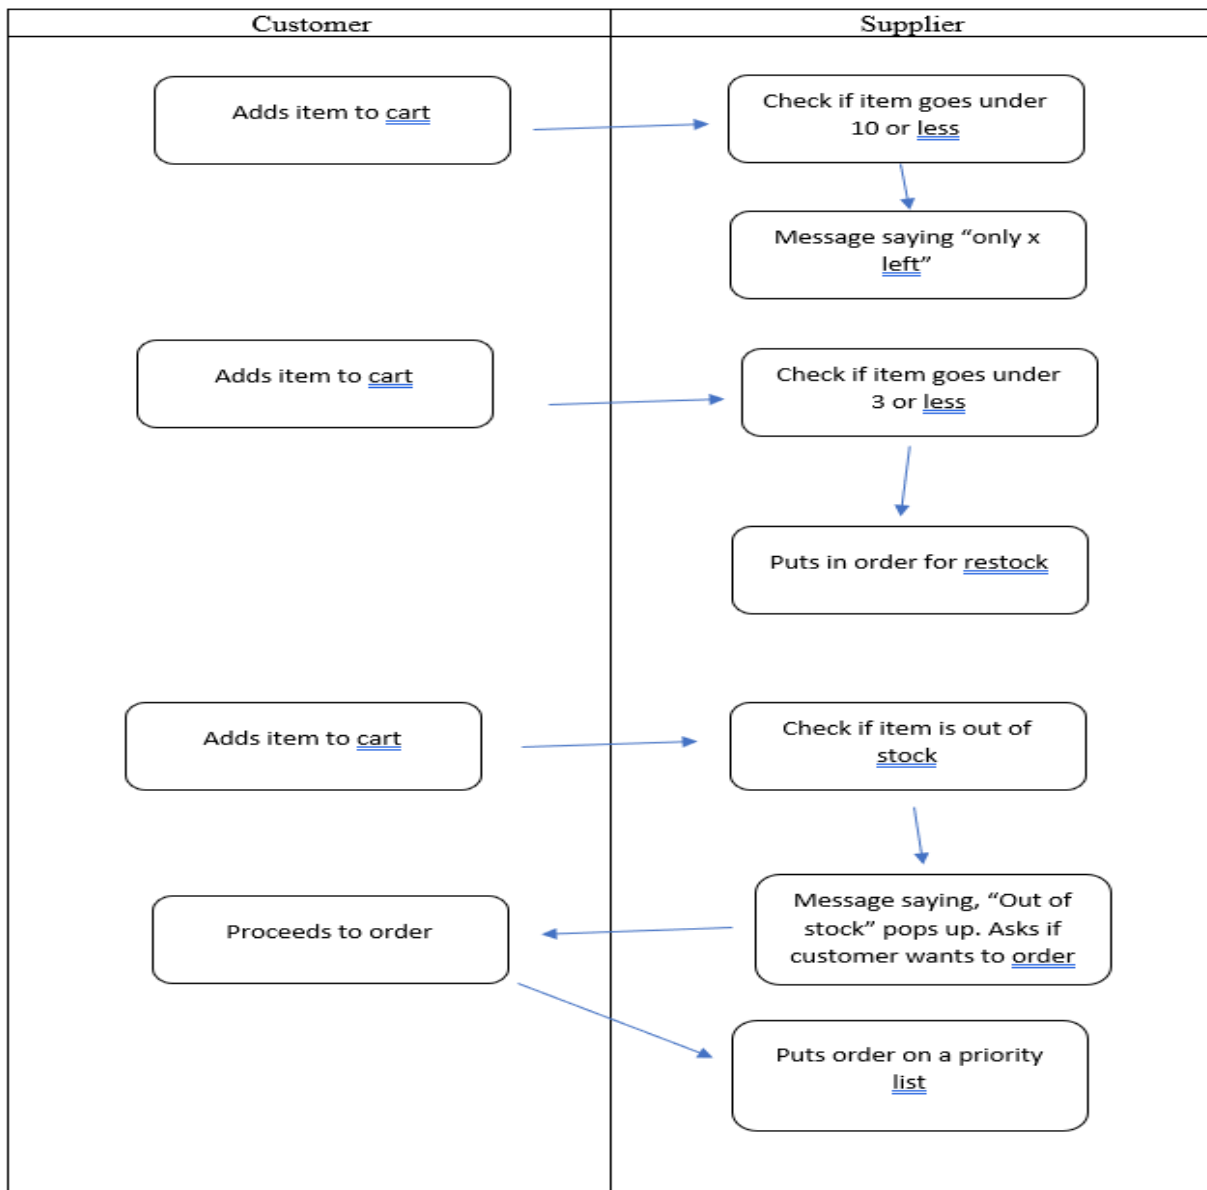 Customer
Supplier
Adds item to cart
Check if item goes under
10 or less
Message saying “only x
left”
Adds item to cart
Check if item goes under
3 or less
Puts in order for restock
Adds item to cart
Check if item is out of
stock
Message saying, “Out of
stock” pops up. Asks if
customer wants to order
Proceeds to order
Puts order on a priority
list